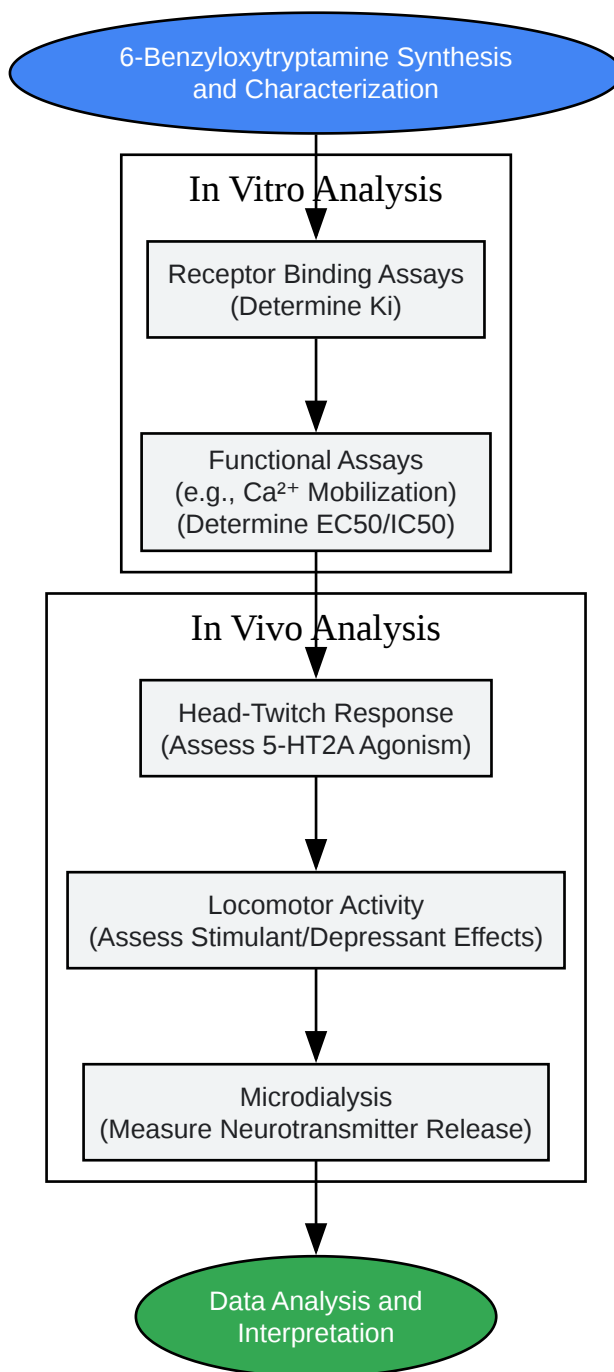 6-Benzyloxytryptamine Synthesis
and Characterization
In Vitro Analysis
Receptor Binding Assays
(Determine Ki)
Functional Assays
(e.g., Ca²⁺ Mobilization)
(Determine EC50/IC50)
In Vivo Analysis
Head-Twitch Response
(Assess 5-HT2A Agonism)
Locomotor Activity
(Assess Stimulant/Depressant Effects)
Microdialysis
(Measure Neurotransmitter Release)
Data Analysis and
Interpretation